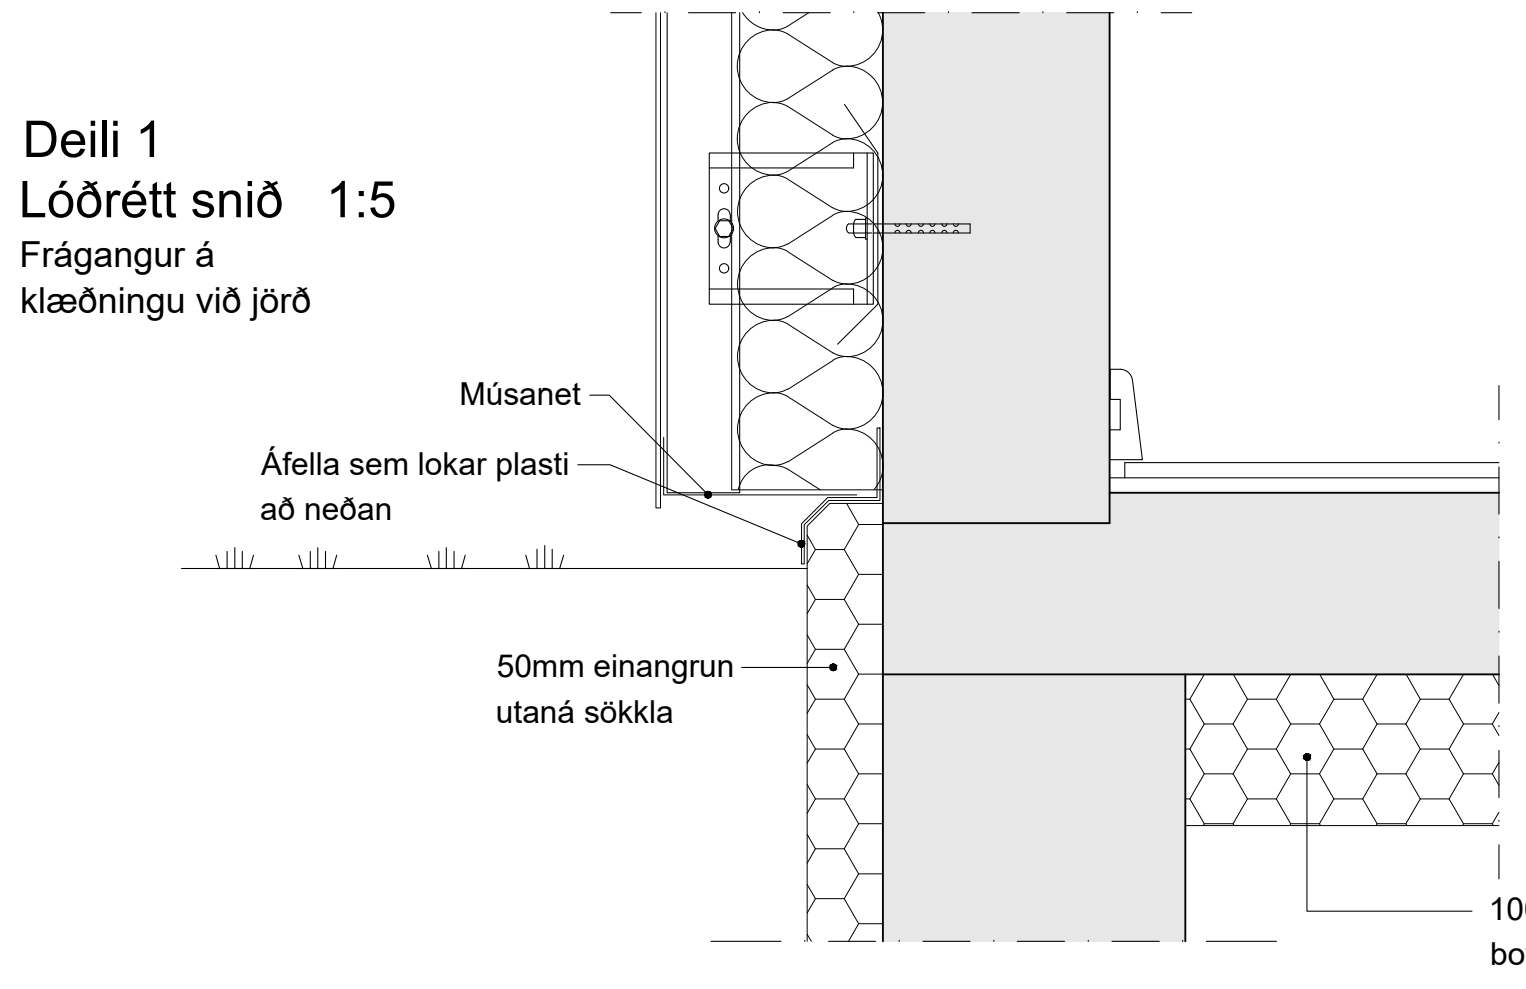 Deili 1
Lóðrétt snið 1:5
Frágangur á
klæðningu við jörð
Músanet
Áfella sem lokar plasti
að neðan
50mm einangrun
utaná sökkla